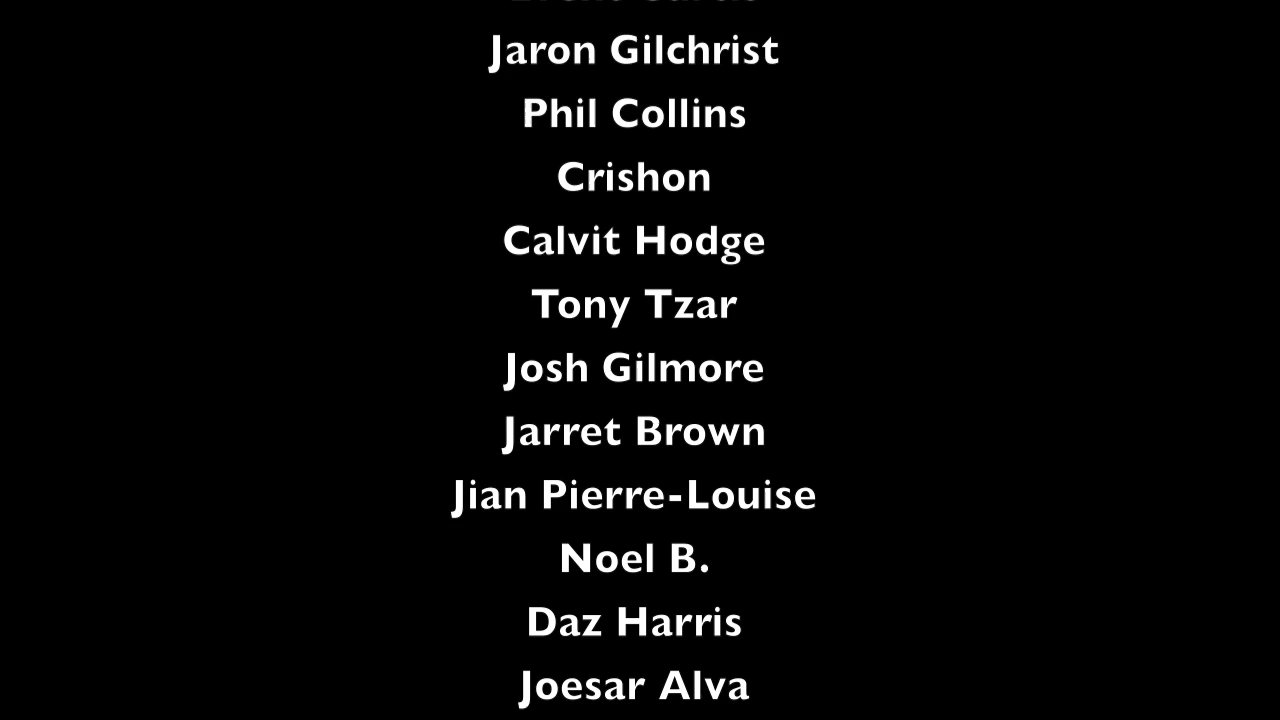 Jaron Gilchrist
Phil Collins
Crishon
Calvit Hodge
Tony Tzar
Josh Gilmore
Jarret Brown
Jian Pierre-Louise
Noel B.
Daz Harris
Joesar Alva